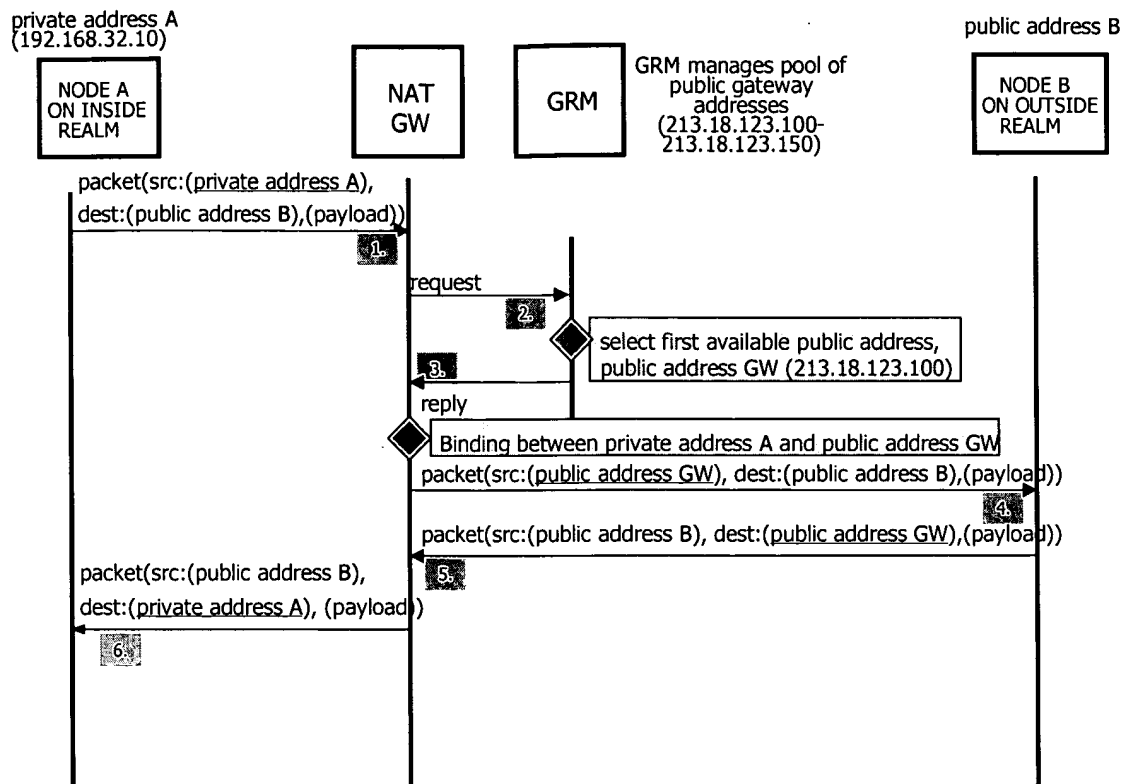 private address A
(192.168.32.10)
public address B
NODE A
ON INSIDE
REALM
NAT
GW
GRM
GRM manages pool of
public gateway
addresses
(213.18.123.100-
213.18.123.150)
NODE B
ON OUTSIDE
REALM
packet(src:(private address A),
dest:(public address B),(payload))
1.
request
2.
select first available public address,
public address GW (213.18.123.100)
3.
reply
Binding between private address A and public address GW
packet(src:(public address GW), dest:(public address B),(payload))
4.
packet(src:(public address B), dest:(public address GW),(payload))
5.
packet(src:(public address B),
dest:(private address A), (payload))
6.